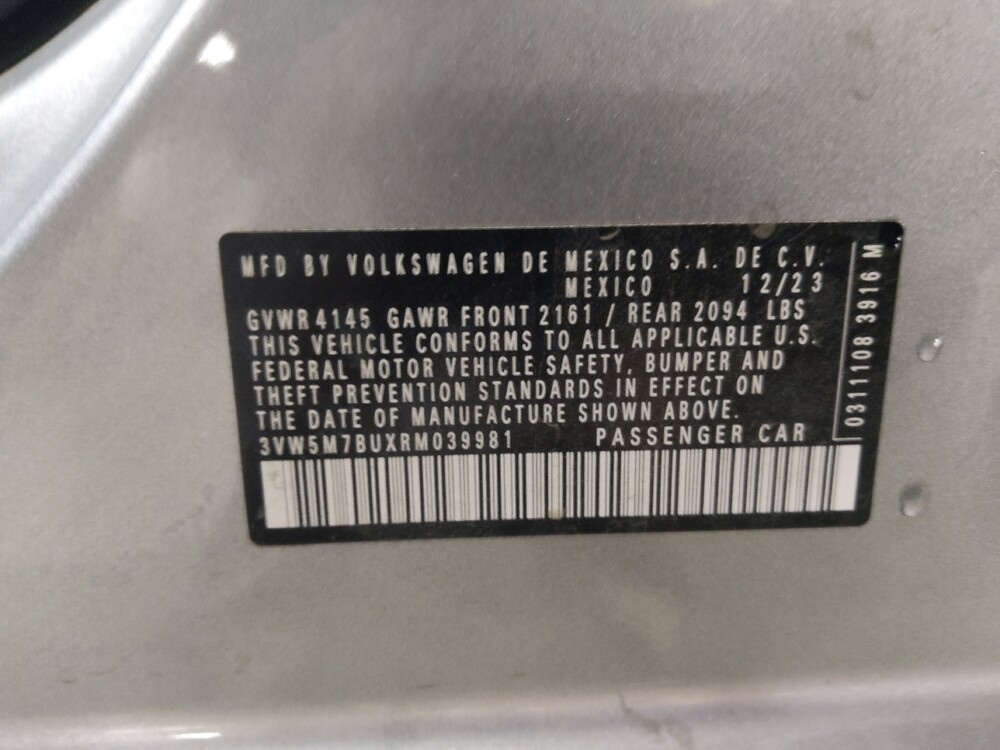 MFD BY VOLKSWAGEN DE MEXICO S.A. DE C.V.
MEXICO 12/23
GVWR 4145 GAWR FRONT 2161 / REAR 2094 LBS
THIS VEHICLE CONFORMS TO ALL APPLICABLE U.S.
FEDERAL MOTOR VEHICLE SAFETY, BUMPER AND
THEFT PREVENTION STANDARDS IN EFFECT ON
THE DATE OF MANUFACTURE SHOWN ABOVE.
3VW5M7BUXRM039981 PASSENGER CAR
0311108 3916 M